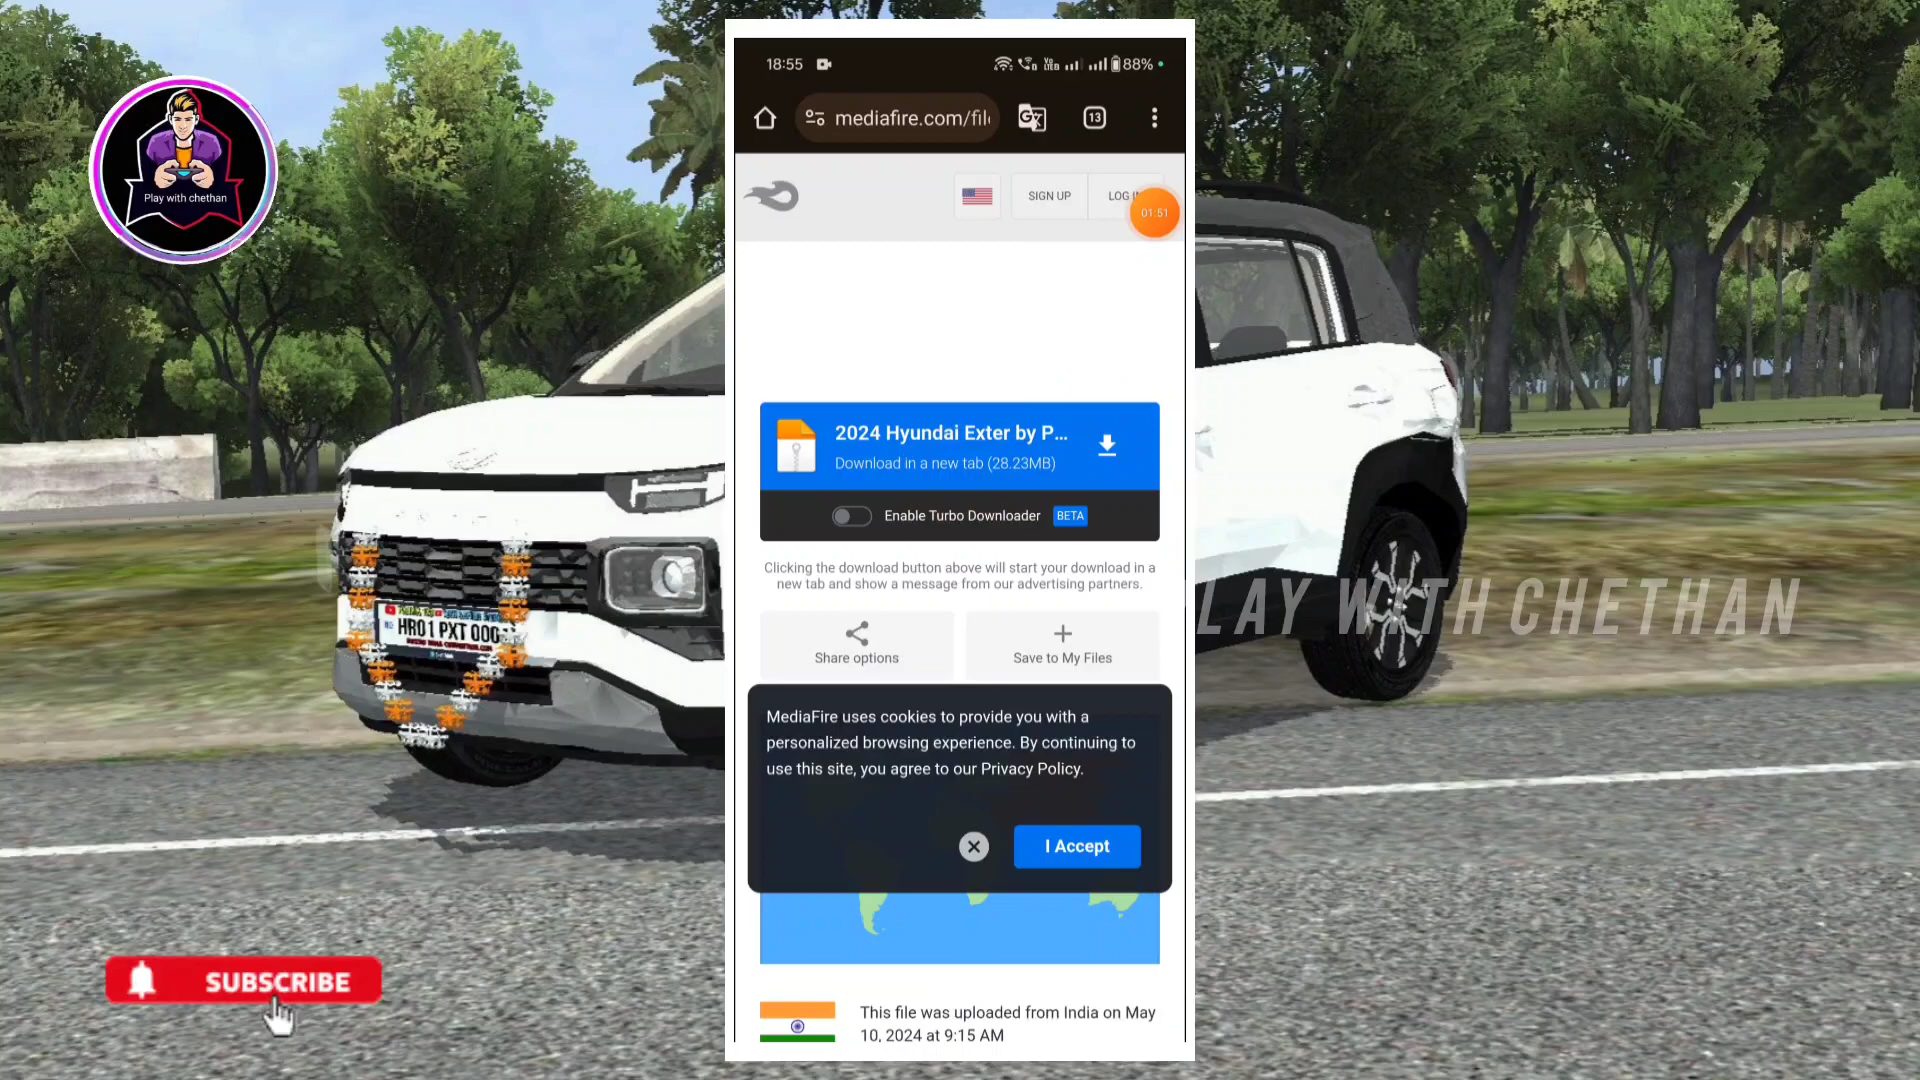 Play with chethan
18:55
88%
mediafire.com/fil
13
SIGN UP
LOG I
01:51
2024 Hyundai Exter by P...
Download in a new tab (28.23MB)
Enable Turbo Downloader BETA
Clicking the download button above will start your download in a
new tab and show a message from our advertising partners.
Share options
Save to My Files
MediaFire uses cookies to provide you with a
personalized browsing experience. By continuing to
use this site, you agree to our Privacy Policy.
I Accept
This file was uploaded from India on May
10, 2024 at 9:15 AM
HR01 PXT 000
LAY WITH CHETHAN
SUBSCRIBE